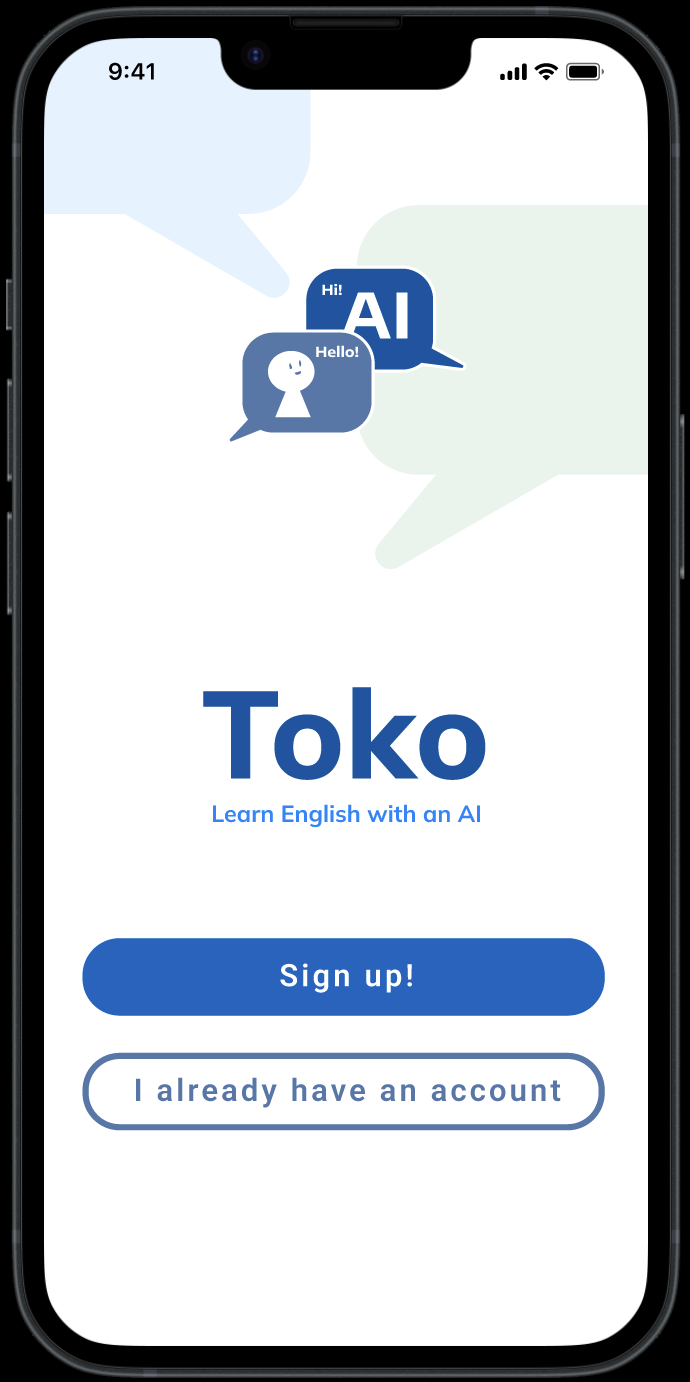 9:41
Hi!
AI
Hello!
Toko
Learn English with an AI
Sign up!
I already have an account